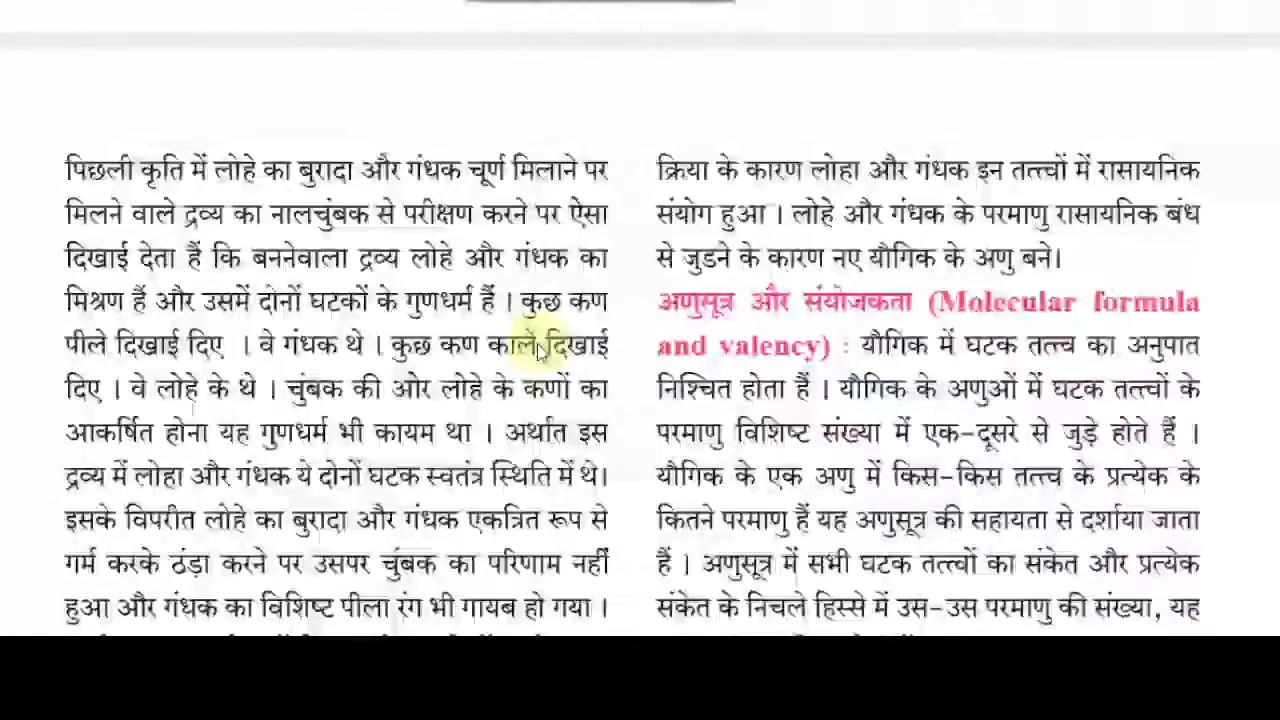 पिछली कृति में लोहे का बुरादा और गंधक चूर्ण मिलाने पर
मिलने वाले द्रव्य का नालचुंबक से परीक्षण करने पर ऐसा
दिखाई देता हैं कि बननेवाला द्रव्य लोहे और गंधक का
मिश्रण हैं और उसमें दोनों घटकों के गुणधर्म हैं । कुछ कण
पीले दिखाई दिए । वे गंधक थे । कुछ कण काले दिखाई
दिए । वे लोहे के थे । चुंबक की ओर लोहे के कणों का
आकर्षित होना यह गुणधर्म भी कायम था । अर्थात इस
द्रव्य में लोहा और गंधक ये दोनों घटक स्वतंत्र स्थिति में थे।
इसके विपरीत लोहे का बुरादा और गंधक एकत्रित रूप से
गर्म करके ठंड़ा करने पर उसपर चुंबक का परिणाम नहीं
हुआ और गंधक का विशिष्ट पीला रंग भी गायब हो गया ।
क्रिया के कारण लोहा और गंधक इन तत्त्वों में रासायनिक
संयोग हुआ । लोहे और गंधक के परमाणु रासायनिक बंध
से जुडने के कारण नए यौगिक के अणु बने।
अणुसूत्र और संयोजकता (Molecular formula
and valency) : यौगिक में घटक तत्त्व का अनुपात
निश्चित होता हैं । यौगिक के अणुओं में घटक तत्त्वों के
परमाणु विशिष्ट संख्या में एक-दूसरे से जुड़े होते हैं ।
यौगिक के एक अणु में किस-किस तत्त्व के प्रत्येक के
कितने परमाणु हैं यह अणुसूत्र की सहायता से दर्शाया जाता
हैं । अणुसूत्र में सभी घटक तत्त्वों का संकेत और प्रत्येक
संकेत के निचले हिस्से में उस-उस परमाणु की संख्या, यह